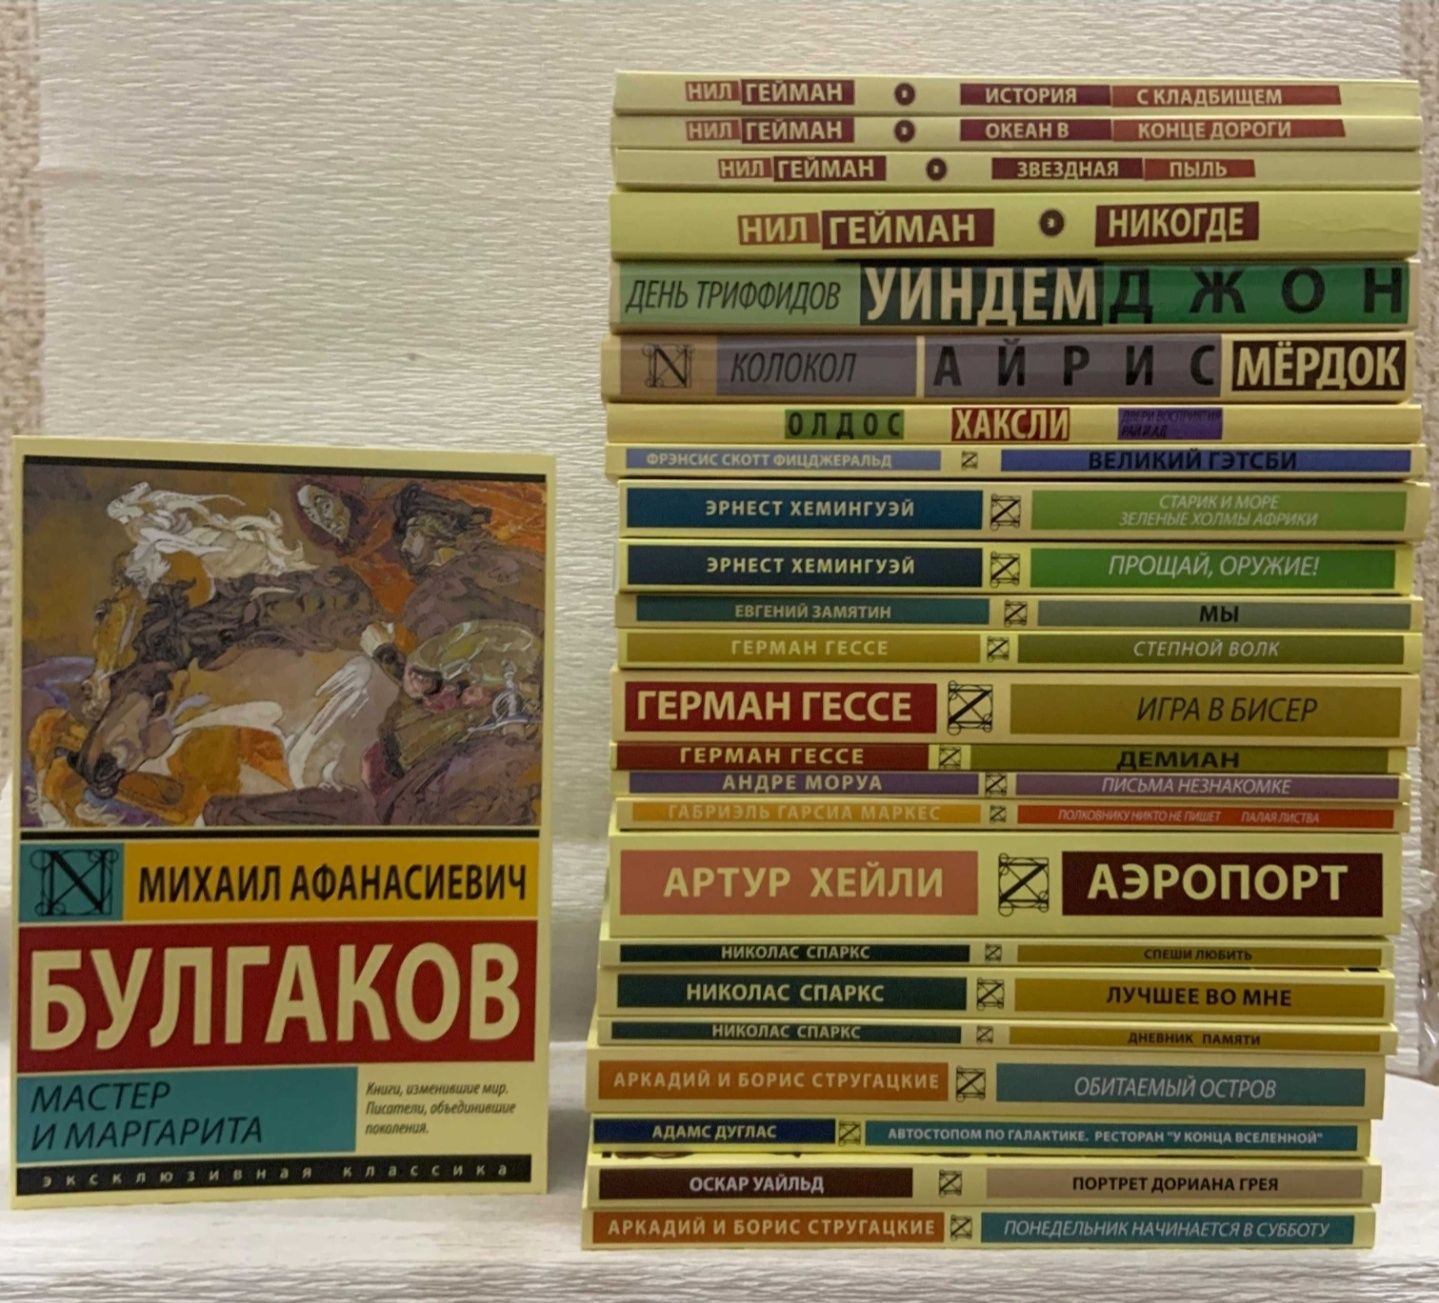 МИХАИЛ АФАНАСИЕВИЧ
БУЛГАКОВ
МАСТЕР
И МАРГАРИТА
Книги, изменившие мир.
Писатели, объединившие
поколения.
эксклюзивная классика
НИЛ ГЕЙМАН ИСТОРИЯ С КЛАДБИЩЕМ
НИЛ ГЕЙМАН ОКЕАН В КОНЦЕ ДОРОГИ
НИЛ ГЕЙМАН ЗВЕЗДНАЯ ПЫЛЬ
НИЛ ГЕЙМАН НИКОГДЕ
ДЕНЬ ТРИФФИДОВ УИНДЕМ ДЖОН
N КОЛОКОЛ АЙРИС МЁРДОК
ОЛДОС ХАКСЛИ ДВЕРИ ВОСПРИЯТИЯ
РАЙ И АД
ФРЭНСИС СКОТТ ФИЦДЖЕРАЛЬД ВЕЛИКИЙ ГЭТСБИ
ЭРНЕСТ ХЕМИНГУЭЙ СТАРИК И МОРЕ
ЗЕЛЕНЫЕ ХОЛМЫ АФРИКИ
ЭРНЕСТ ХЕМИНГУЭЙ ПРОЩАЙ, ОРУЖИЕ!
ЕВГЕНИЙ ЗАМЯТИН МЫ
ГЕРМАН ГЕССЕ СТЕПНОЙ ВОЛК
ГЕРМАН ГЕССЕ ИГРА В БИСЕР
ГЕРМАН ГЕССЕ ДЕМИАН
АНДРЕ МОРУА ПИСЬМА НЕЗНАКОМКЕ
ГАБРИЭЛЬ ГАРСИА МАРКЕС ПОЛКОВНИКУ НИКТО НЕ ПИШЕТ ПАЛАЯ ЛИСТВА
АРТУР ХЕЙЛИ АЭРОПОРТ
НИКОЛАС СПАРКС СПЕШИ ЛЮБИТЬ
НИКОЛАС СПАРКС ЛУЧШЕЕ ВО МНЕ
НИКОЛАС СПАРКС ДНЕВНИК ПАМЯТИ
АРКАДИЙ И БОРИС СТРУГАЦКИЕ ОБИТАЕМЫЙ ОСТРОВ
АДАМС ДУГЛАС АВТОСТОПОМ ПО ГАЛАКТИКЕ. РЕСТОРАН "У КОНЦА ВСЕЛЕННОЙ"
ОСКАР УАЙЛЬД ПОРТРЕТ ДОРИАНА ГРЕЯ
АРКАДИЙ И БОРИС СТРУГАЦКИЕ ПОНЕДЕЛЬНИК НАЧИНАЕТСЯ В СУББОТУ